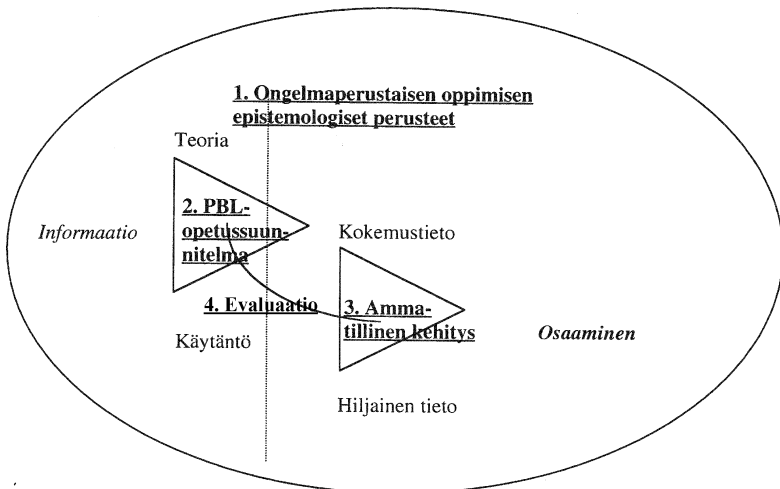 1. Ongelmaperustaisen oppimisen
epistemologiset perusteet
Teoria
2. PBL-
opetussuun-
nitelma
Informaatio
Kokemustieto
4. Evaluaatio
3. Amma-
tillinen kehitys
Käytäntö
Osaaminen
Hiljainen tieto